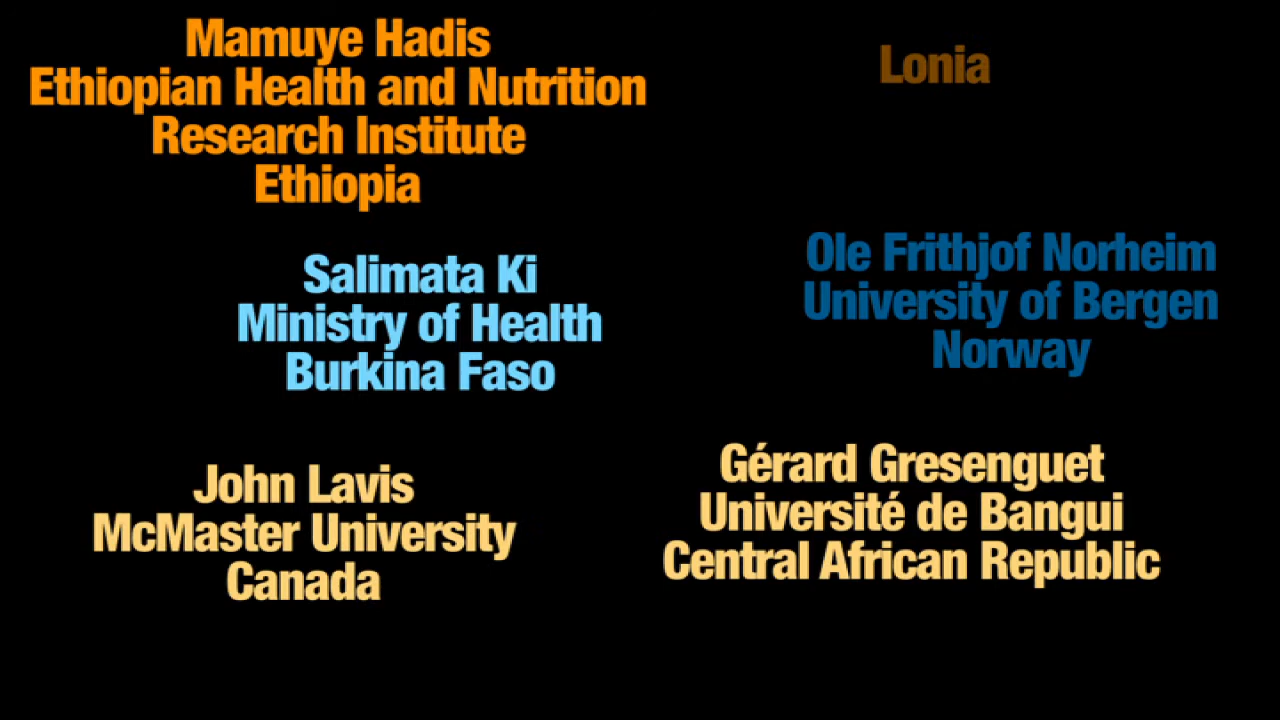 Mamuye Hadis
Ethiopian Health and Nutrition
Research Institute
Ethiopia
Lonia
Salimata Ki
Ministry of Health
Burkina Faso
Ole Frithjof Norheim
University of Bergen
Norway
John Lavis
McMaster University
Canada
Gérard Gresenguet
Université de Bangui
Central African Republic